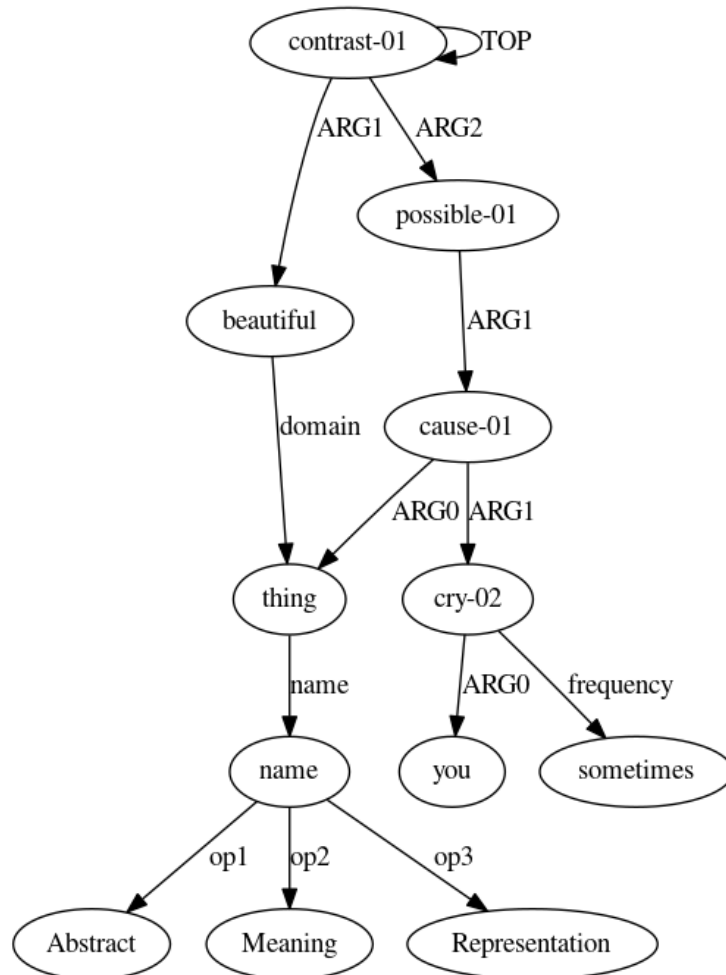 contrast-01 TOP
ARG1 ARG2
possible-01
beautiful ARG1
cause-01
domain
ARG0 ARG1
thing cry-02
name ARG0 frequency
name you sometimes
op1 op2 op3
Abstract Meaning Representation